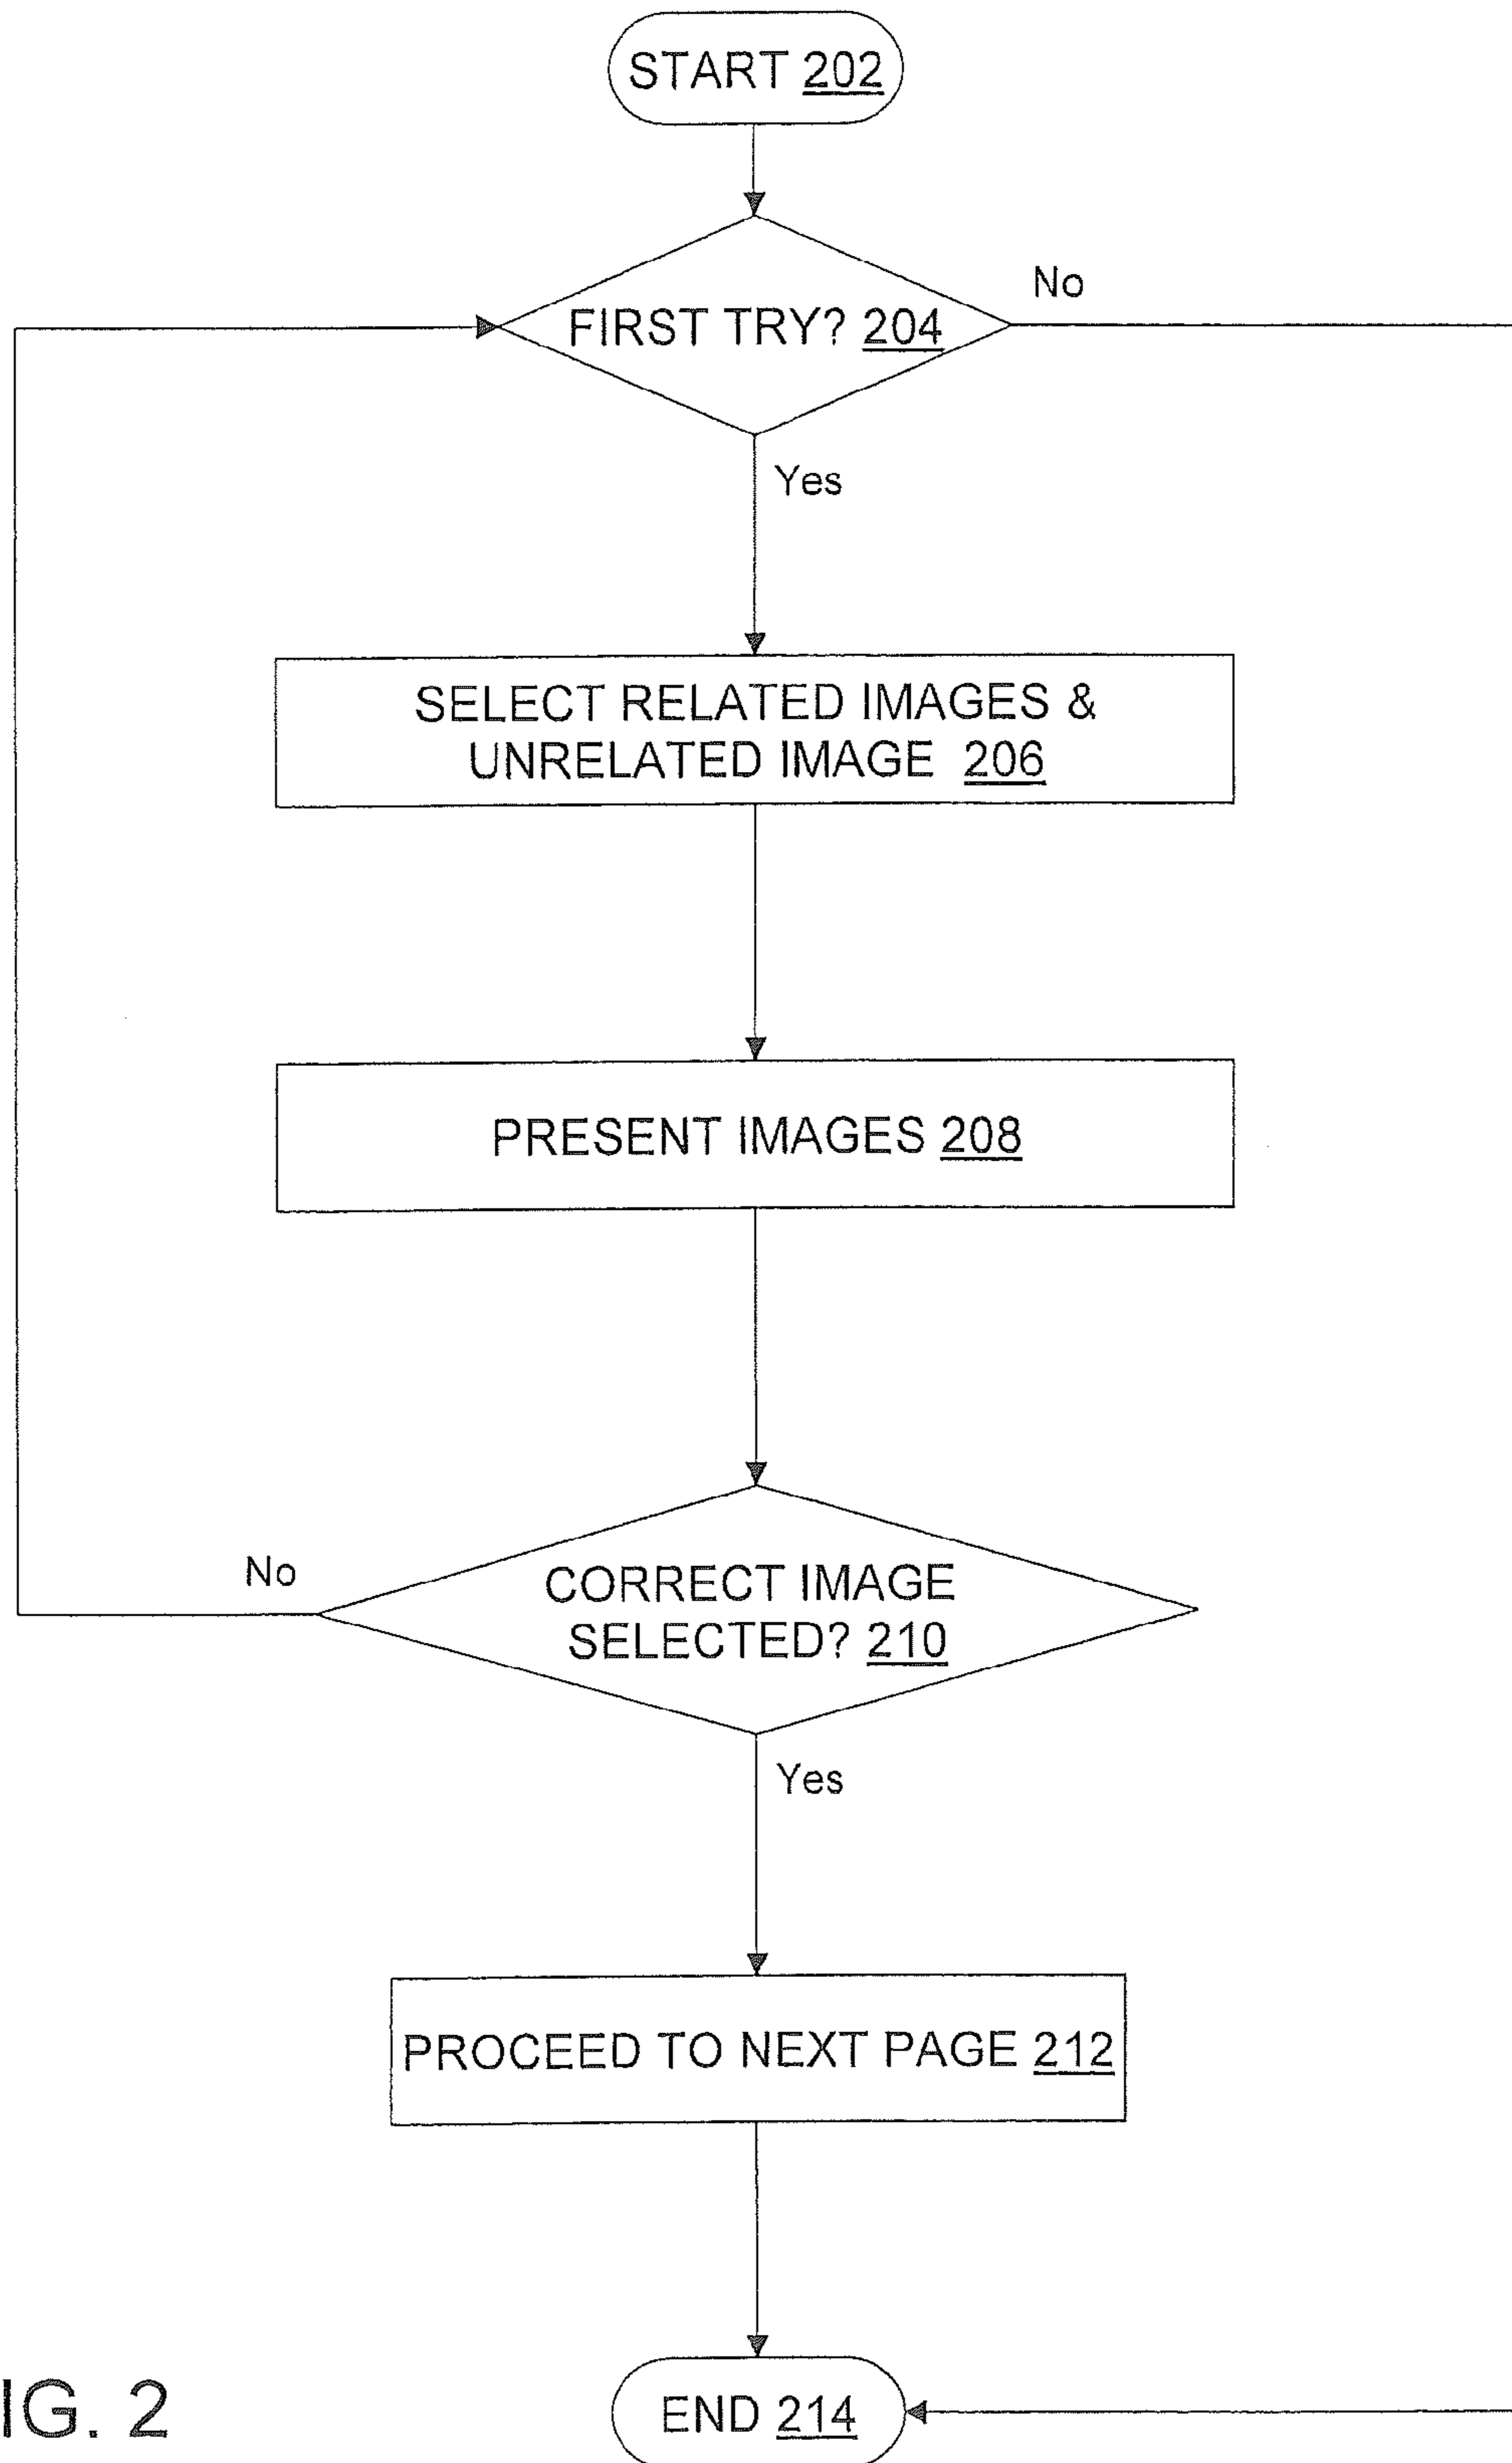 START 202
FIRST TRY? 204
No
Yes
SELECT RELATED IMAGES &
UNRELATED IMAGE 206
PRESENT IMAGES 208
No
CORRECT IMAGE
SELECTED? 210
Yes
PROCEED TO NEXT PAGE 212
END 214
IG. 2